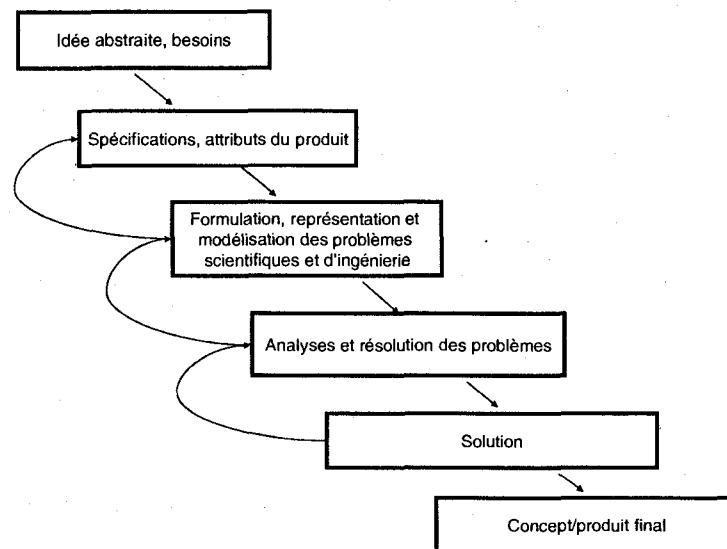 Idée abstraite, besoins
Spécifications, attributs du produit
Formulation, représentation et
modélisation des problèmes
scientifiques et d'ingénierie
Analyses et résolution des problèmes
Solution
Concept/produit final